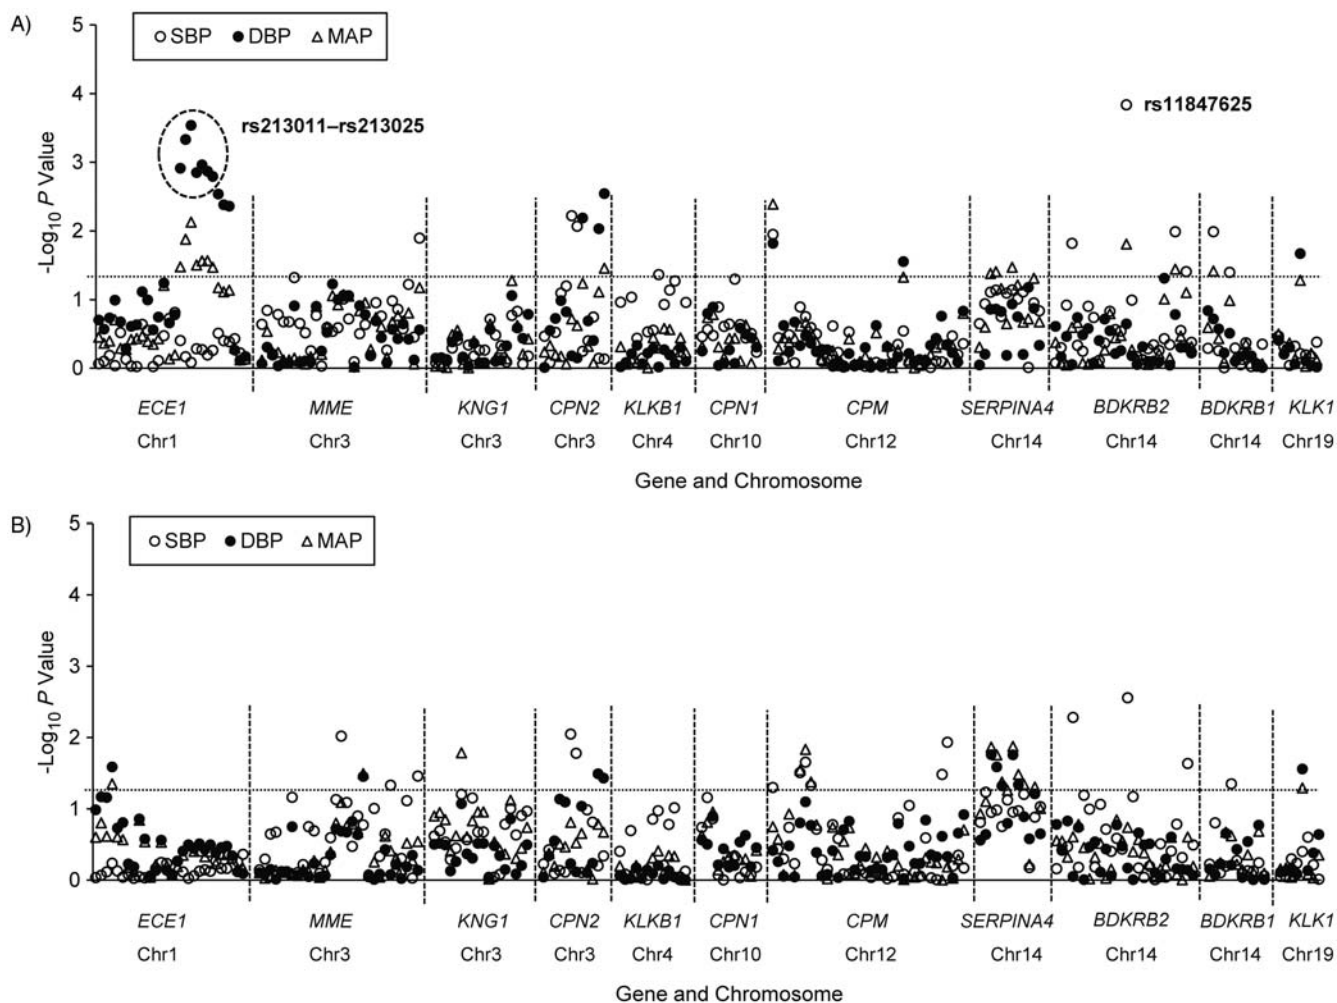 A)
○ SBP ● DBP △ MAP
5
4
3
2
1
0
-Log10 P Value
rs213011–rs213025
rs11847625
ECE1 MME KNG1 CPN2 KLKB1 CPN1 CPM SERPINA4 BDKRB2 BDKRB1 KLK1
Chr1 Chr3 Chr3 Chr3 Chr4 Chr10 Chr12 Chr14 Chr14 Chr14 Chr19
Gene and Chromosome
B)
○ SBP ● DBP △ MAP
5
4
3
2
1
0
-Log10 P Value
ECE1 MME KNG1 CPN2 KLKB1 CPN1 CPM SERPINA4 BDKRB2 BDKRB1 KLK1
Chr1 Chr3 Chr3 Chr3 Chr4 Chr10 Chr12 Chr14 Chr14 Chr14 Chr19
Gene and Chromosome